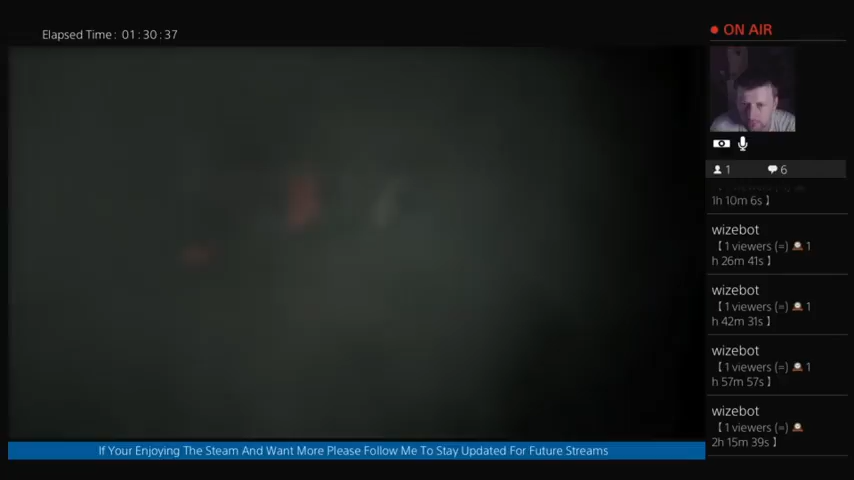 Elapsed Time: 01:30:37
ON AIR
1
6
1h 10m 6s】
wizebot
【 1 viewers (=) 1
h 26m 41s】
wizebot
【 1 viewers (=) 1
h 42m 31s】
wizebot
【 1 viewers (=) 1
h 57m 57s】
wizebot
【 1 viewers (=)
2h 15m 39s】
If Your Enjoying The Steam And Want More Please Follow Me To Stay Updated For Future Streams